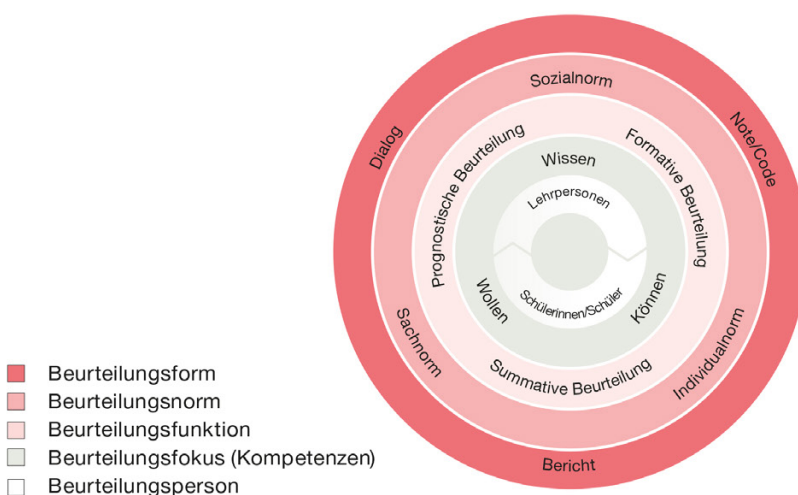 Sozialnorm
Dialog
Note/Code
Prognostische Beurteilung
Formative Beurteilung
Wissen
Lehrpersonen
Schülerinnen/Schüler
Wollen
Können
Sachnorm
Individualnorm
Summative Beurteilung
Bericht
Beurteilungsform
Beurteilungsnorm
Beurteilungsfunktion
Beurteilungsfokus (Kompetenzen)
Beurteilungsperson